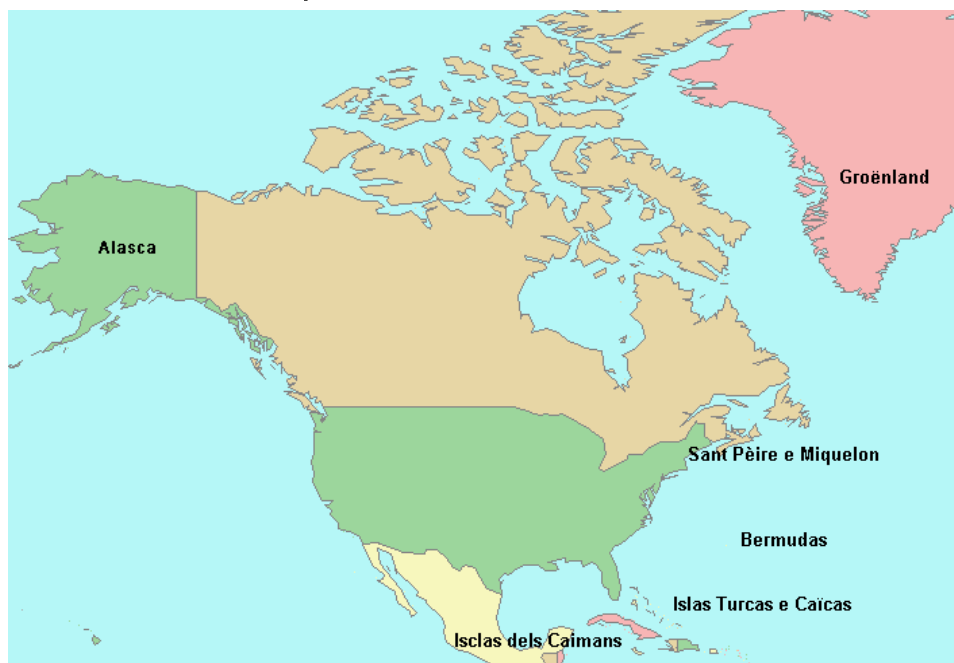 Groënland
Alasca
Sant Pèire e Miquelon
Bermudas
Islas Turcas e Caïcas
Isclas dels Caimans